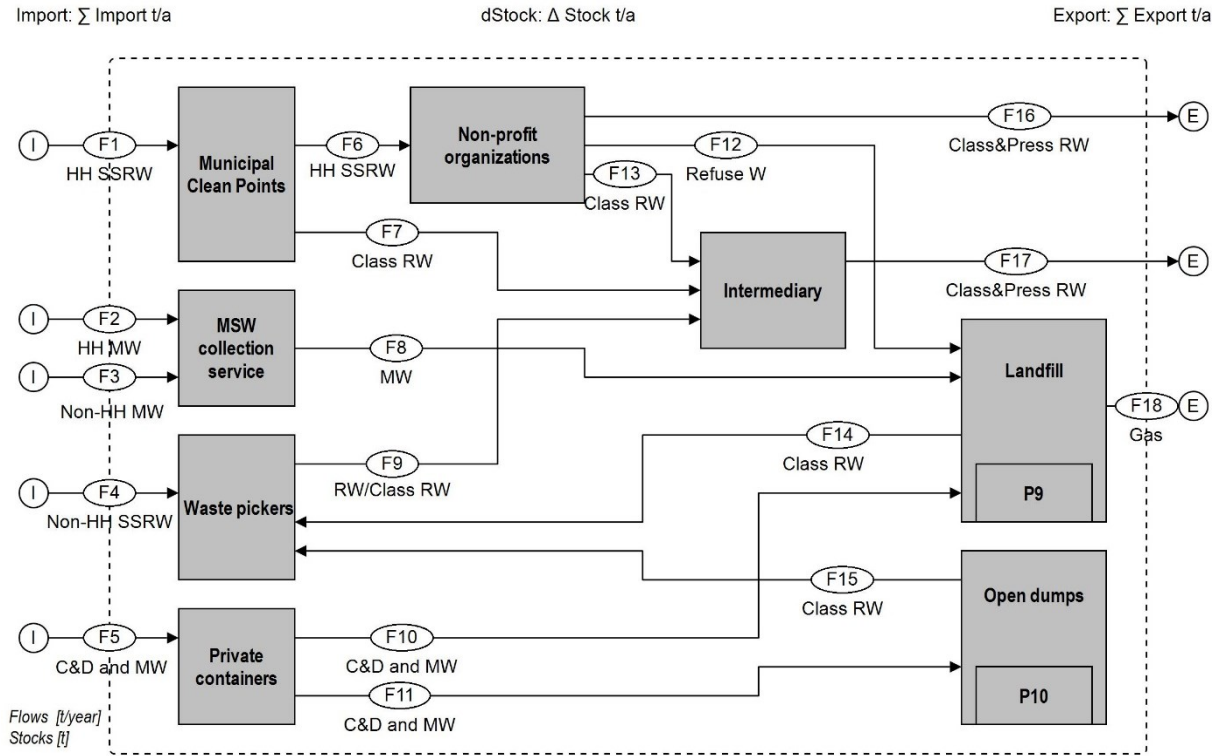 Import: ∑ Import t/a
dStock: Δ Stock t/a
Export: ∑ Export t/a
I
F1
HH SSRW
Municipal
Clean Points
F6
HH SSRW
Non-profit
organizations
F16
Class&Press RW
E
F12
Refuse W
F13
Class RW
F7
Class RW
Intermediary
F17
Class&Press RW
E
I
F2
HH MW
I
F3
Non-HH MW
MSW
collection
service
F8
MW
Landfill
P9
F18
E
Gas
F14
Class RW
I
F4
Non-HH SSRW
Waste pickers
F9
RW/Class RW
F15
Class RW
Open dumps
P10
I
F5
C&D and MW
Private
containers
F10
C&D and MW
F11
C&D and MW
Flows [t/year]
Stocks [t]